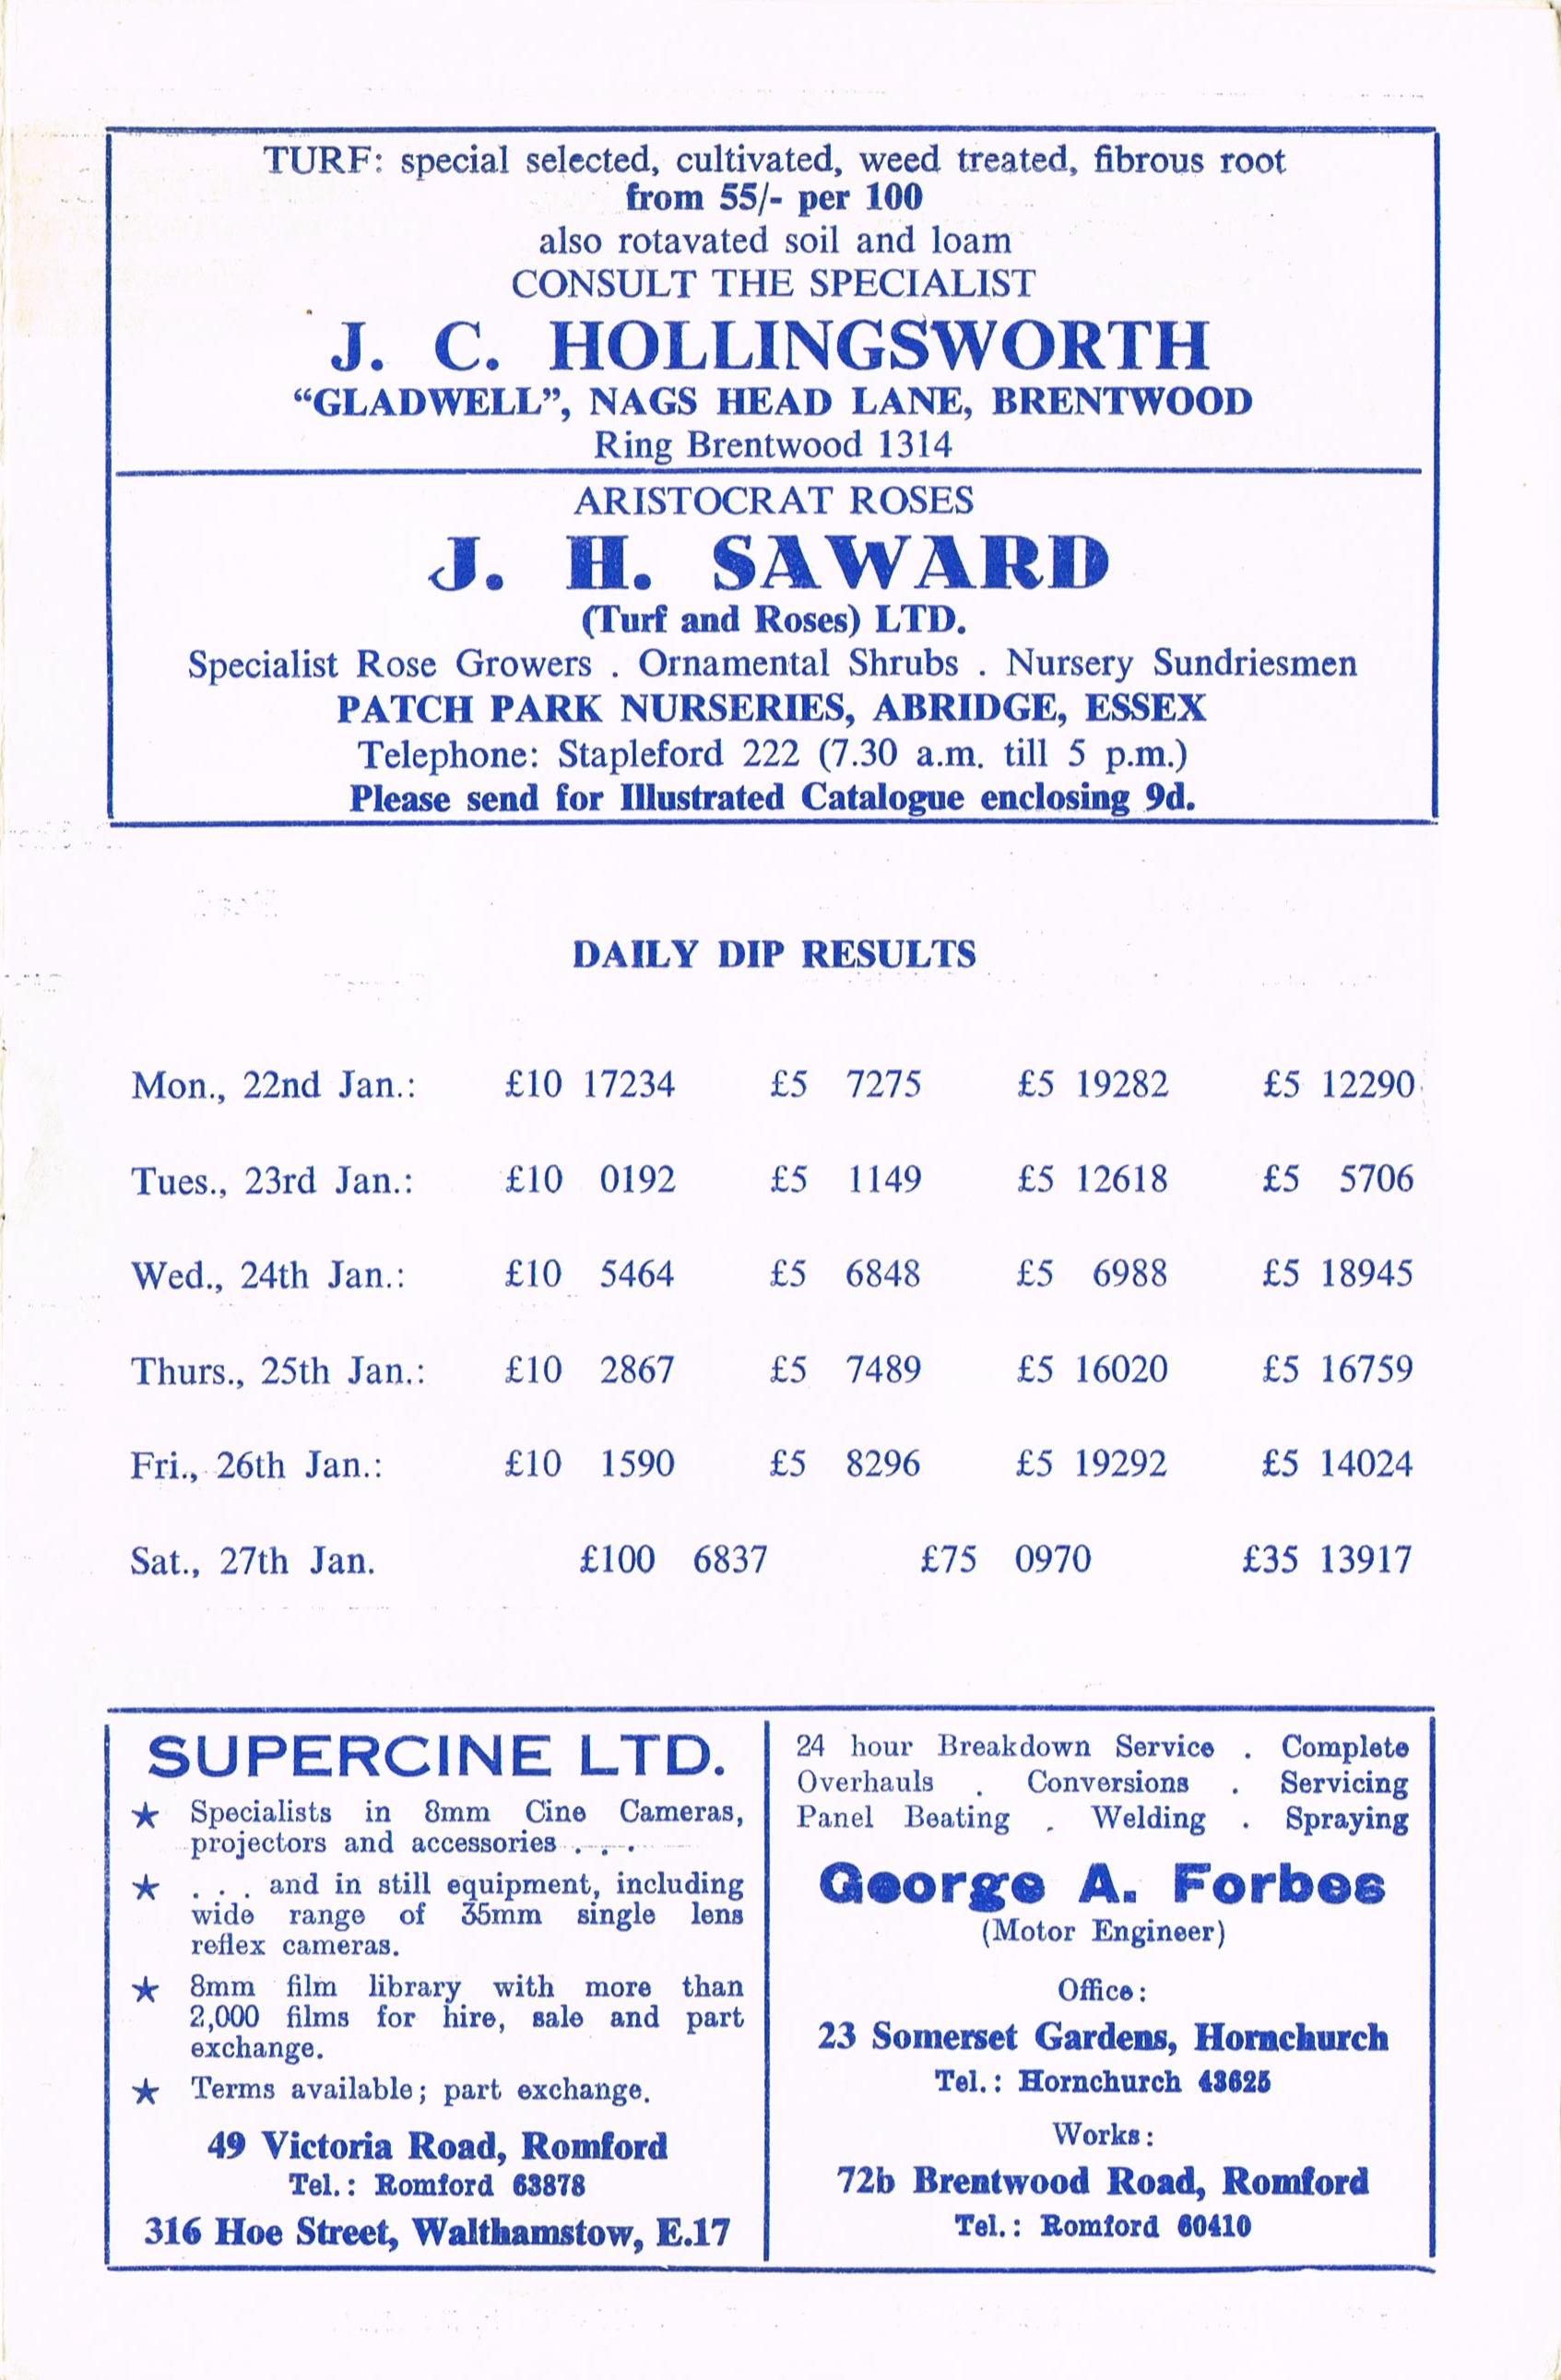 TURF: special selected, cultivated, weed treated, fibrous root
from 55/- per 100
also rotavated soil and loam
CONSULT THE SPECIALIST
J. C. HOLLINGSWORTH
“GLADWELL”, NAGS HEAD LANE, BRENTWOOD
Ring Brentwood 1314
ARISTOCRAT ROSES
J. H. SAWARD
(Turf and Roses) LTD.
Specialist Rose Growers . Ornamental Shrubs . Nursery Sundriesmen
PATCH PARK NURSERIES, ABRIDGE, ESSEX
Telephone: Stapleford 222 (7.30 a.m. till 5 p.m.)
Please send for Illustrated Catalogue enclosing 9d.
DAILY DIP RESULTS
Mon., 22nd Jan.: £10 17234 £5 7275 £5 19282 £5 12290
Tues., 23rd Jan.: £10 0192 £5 1149 £5 12618 £5 5706
Wed., 24th Jan.: £10 5464 £5 6848 £5 6988 £5 18945
Thurs., 25th Jan.: £10 2867 £5 7489 £5 16020 £5 16759
Fri., 26th Jan.: £10 1590 £5 8296 £5 19292 £5 14024
Sat., 27th Jan. £100 6837 £75 0970 £35 13917
SUPERCINE LTD.
★ Specialists in 8mm Cine Cameras,
projectors and accessories . . .
★ . . . and in still equipment, including
wide range of 35mm single lens
reflex cameras.
★ 8mm film library with more than
2,000 films for hire, sale and part
exchange.
★ Terms available; part exchange.
49 Victoria Road, Romford
Tel.: Romford 63878
316 Hoe Street, Walthamstow, E.17
24 hour Breakdown Service . Complete
Overhauls . Conversions . Servicing
Panel Beating . Welding . Spraying
George A. Forbes
(Motor Engineer)
Office:
23 Somerset Gardens, Hornchurch
Tel.: Hornchurch 43625
Works:
72b Brentwood Road, Romford
Tel.: Romford 60410